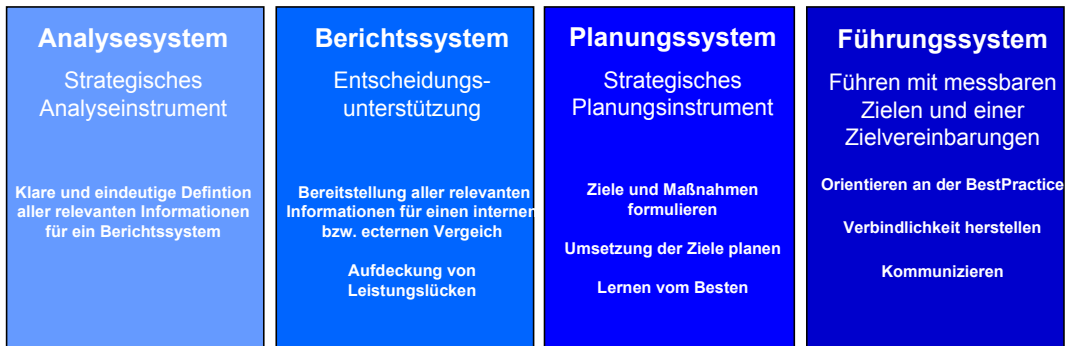 Analysesystem
Strategisches
Analyseinstrument
Klare und eindeutige Defintion
aller relevanten Informationen
für ein Berichtssystem
Berichtssystem
Entscheidungs-
unterstützung
Bereitstellung aller relevanten
Informationen für einen internen
bzw. ecternen Vergeich
Aufdeckung von
Leistungslücken
Planungssystem
Strategisches
Planungsinstrument
Ziele und Maßnahmen
formulieren
Umsetzung der Ziele planen
Lernen vom Besten
Führungssystem
Führen mit messbaren
Zielen und einer
Zielvereinbarungen
Orientieren an der BestPractice
Verbindlichkeit herstellen
Kommunizieren